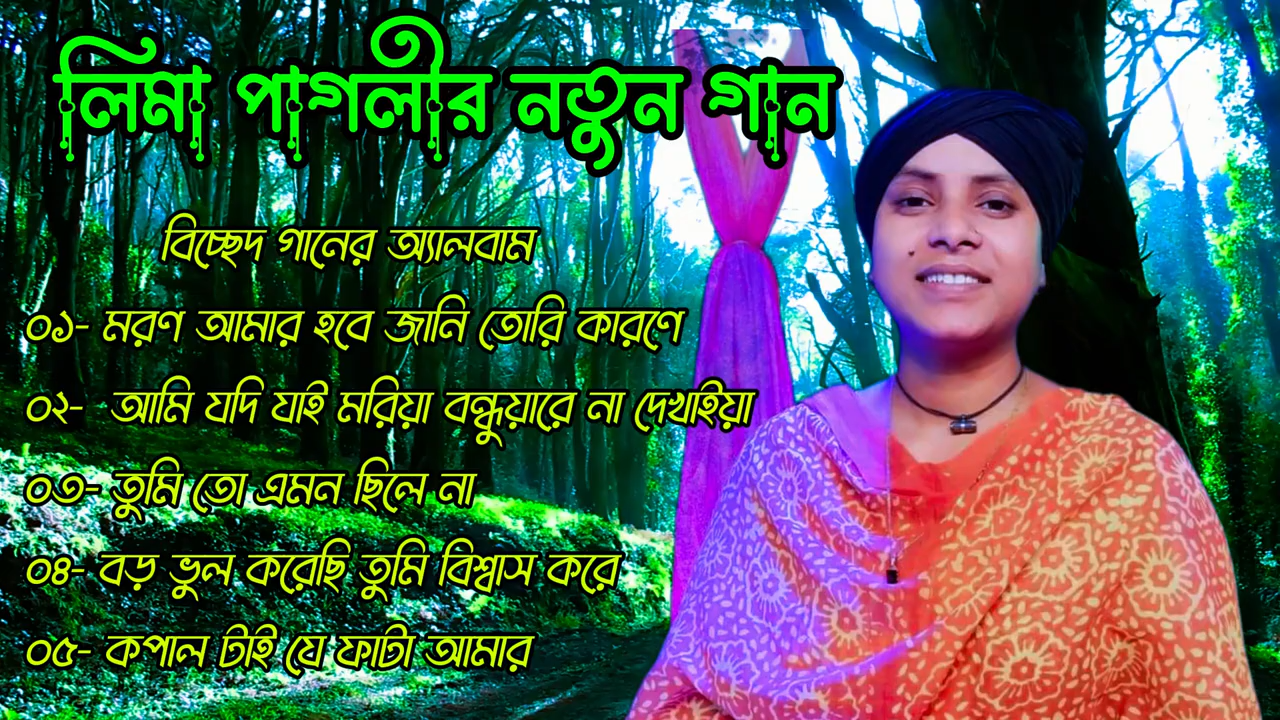 লিমা পাগলীর নতুন গান
বিচ্ছেদ গানের অ্যালবাম
০১- মরণ আমার হবে জানি তোরি কারণে
০২- আমি যদি যাই মরিয়া বন্ধুয়ারে না দেখাইয়া
০৩- তুমি তো এমন ছিলে না
০৪- বড় ভুল করেছি তুমি বিশ্বাস করে
০৫- কপাল টাই যে ফাটা আমার